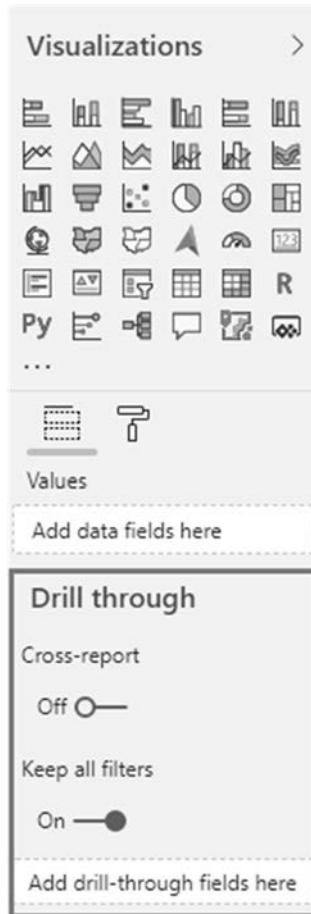 Visualizations
123
R
Py
...
Values
Add data fields here
Drill through
Cross-report
Off
Keep all filters
On
Add drill-through fields here